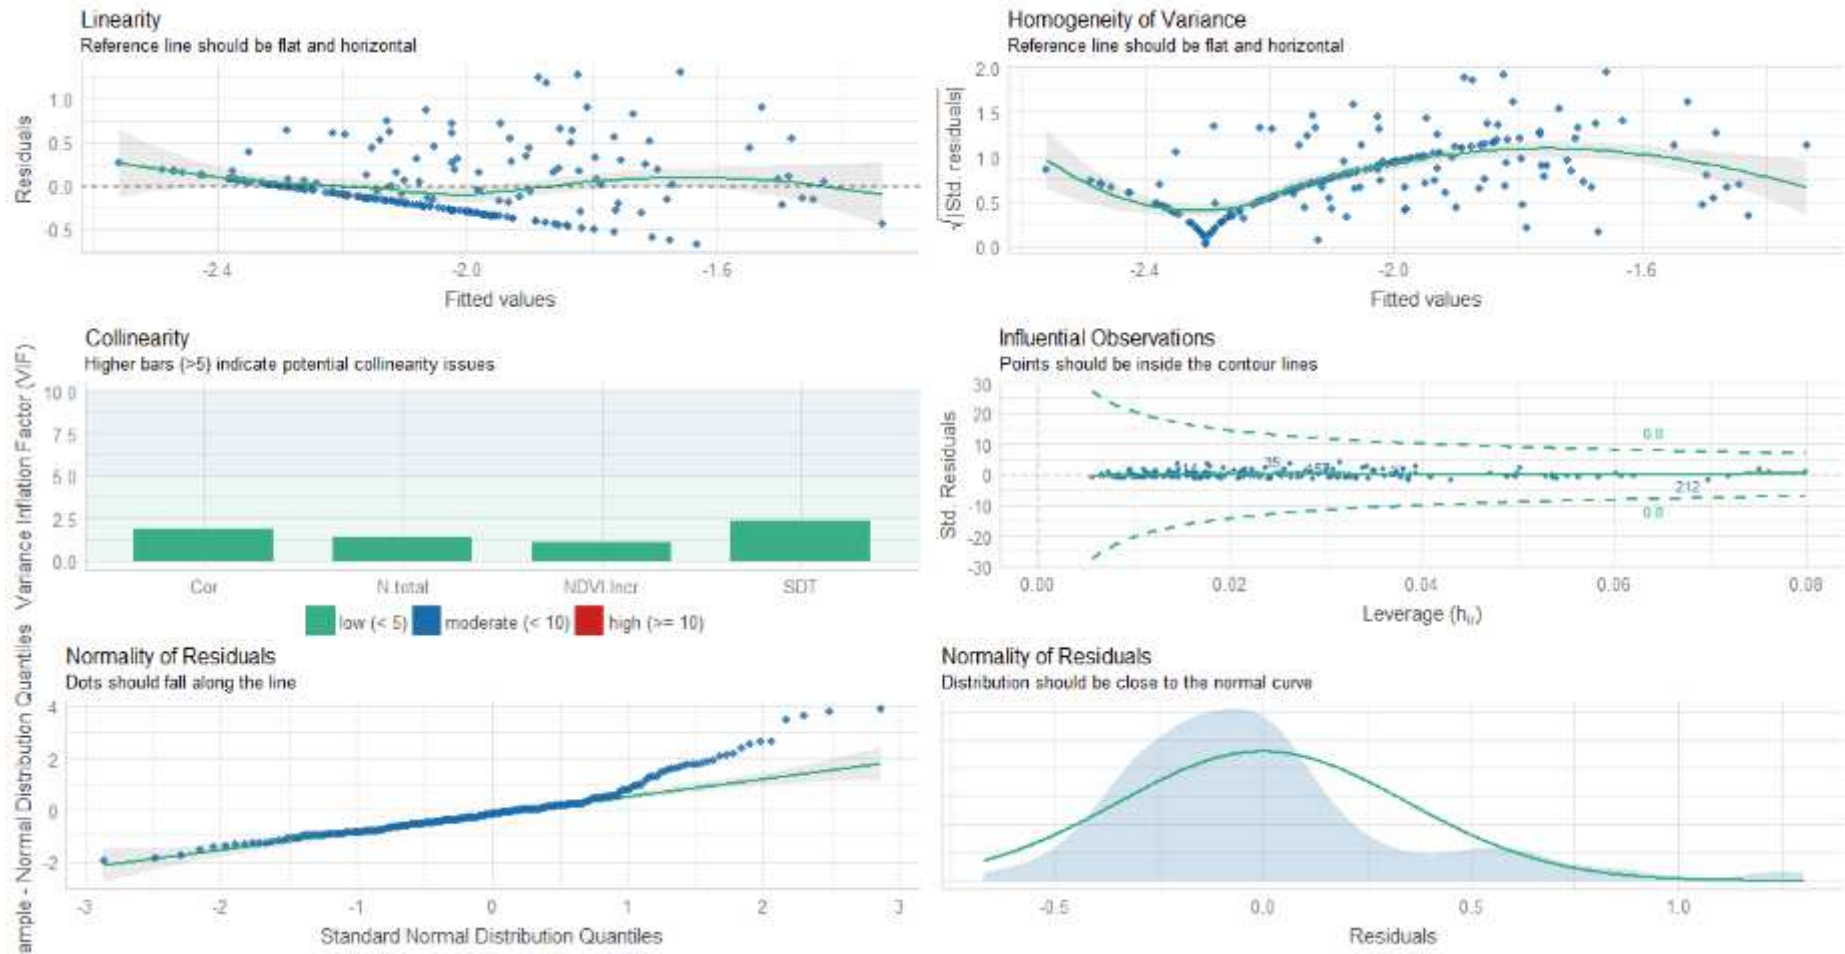 Linearity
Reference line should be flat and horizontal
Residuals
1.0
0.5
0.0
-0.5
-2.4
-2.0
-1.6
Fitted values
Homogeneity of Variance
Reference line should be flat and horizontal
√|Std. residuals|
2.0
1.5
1.0
0.5
0.0
-2.4
-2.0
-1.6
Fitted values
Collinearity
Higher bars (>5) indicate potential collinearity issues
Variance Inflation Factor (VIF)
10.0
7.5
5.0
2.5
0.0
Cor
N.total
NDVI.Incr
SDT
low (< 5)
moderate (< 10)
high (>= 10)
Influential Observations
Points should be inside the contour lines
Std. Residuals
30
20
10
0
-10
-20
-30
0.8
35
212
0.8
0.00
0.02
0.04
0.06
0.08
Leverage (hii)
Normality of Residuals
Dots should fall along the line
ample - Normal Distribution Quantiles
4
2
0
-2
-3
-2
-1
0
1
2
3
Standard Normal Distribution Quantiles
Normality of Residuals
Distribution should be close to the normal curve
-0.5
0.0
0.5
1.0
Residuals